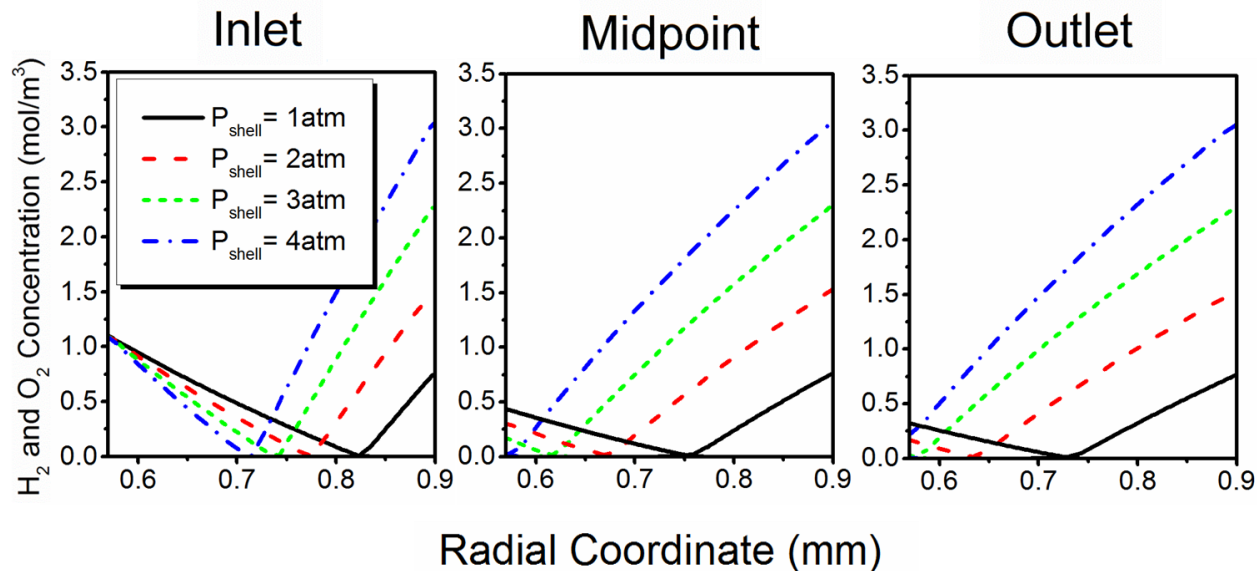 Inlet
Midpoint
Outlet
H₂ and O₂ Concentration (mol/m³)
3.5
3.0
2.5
2.0
1.5
1.0
0.5
0.0
P_shell = 1atm
P_shell = 2atm
P_shell = 3atm
P_shell = 4atm
0.6 0.7 0.8 0.9
3.5
3.0
2.5
2.0
1.5
1.0
0.5
0.0
0.6 0.7 0.8 0.9
3.5
3.0
2.5
2.0
1.5
1.0
0.5
0.0
0.6 0.7 0.8 0.9
Radial Coordinate (mm)